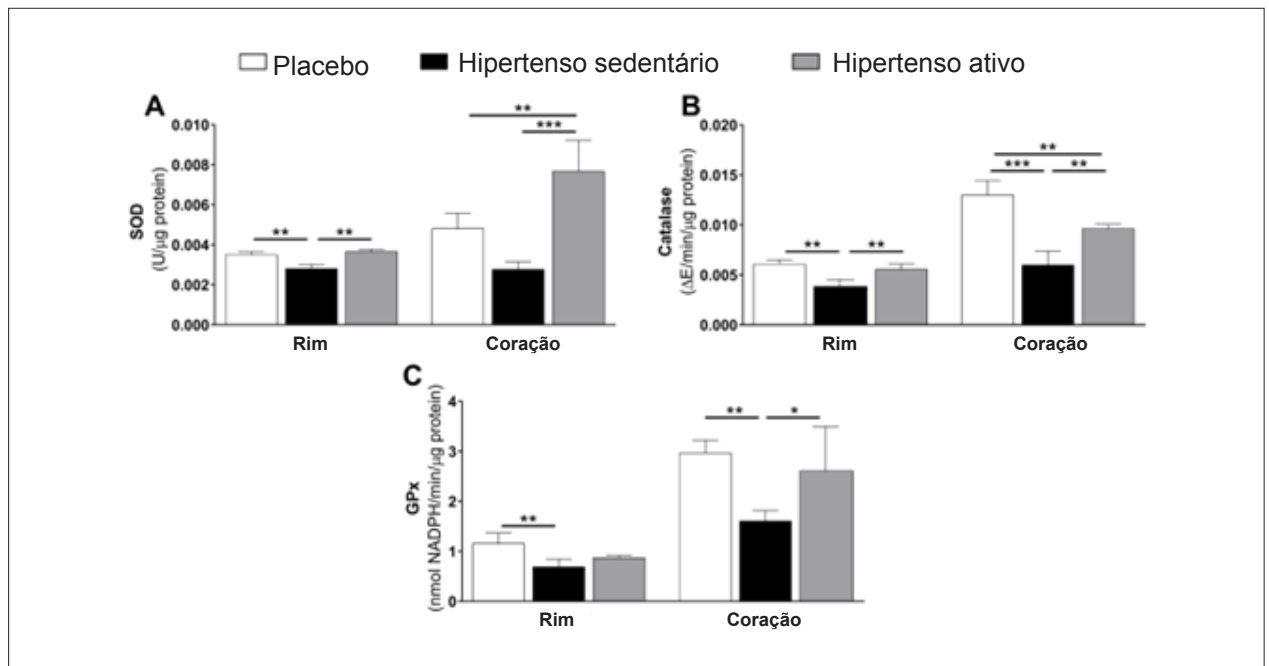 Placebo Hipertenso sedentário Hipertenso ativo
A
SOD
(U/μg protein)
0.010
0.008
0.006
0.004
0.002
0.000
** ** ** ***
Rim Coração
B
Catalase
(ΔE/min/μg protein)
0.020
0.015
0.010
0.005
0.000
** ** *** ** **
Rim Coração
C
GPx
(nmol NADPH/min/μg protein)
4
3
2
1
0
** ** *
Rim Coração